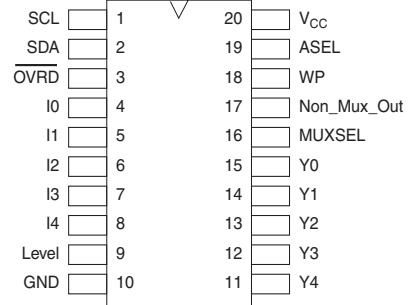 SCL 1 20 VCC
SDA 2 19 ASEL
OVRD 3 18 WP
I0 4 17 Non_Mux_Out
I1 5 16 MUXSEL
I2 6 15 Y0
I3 7 14 Y1
I4 8 13 Y2
Level 9 12 Y3
GND 10 11 Y4